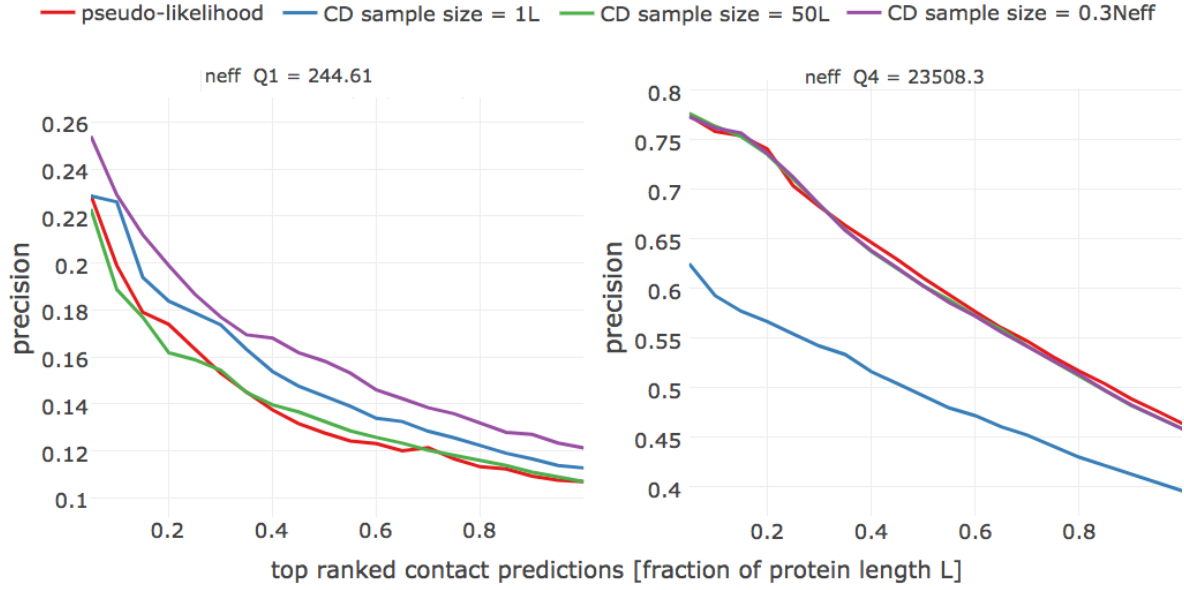 pseudo-likelihood CD sample size = 1L CD sample size = 50L CD sample size = 0.3Neff
neff Q1 = 244.61
precision
0.26
0.24
0.22
0.2
0.18
0.16
0.14
0.12
0.1
0.2 0.4 0.6 0.8
neff Q4 = 23508.3
precision
0.8
0.75
0.7
0.65
0.6
0.55
0.5
0.45
0.4
0.2 0.4 0.6 0.8
top ranked contact predictions [fraction of protein length L]